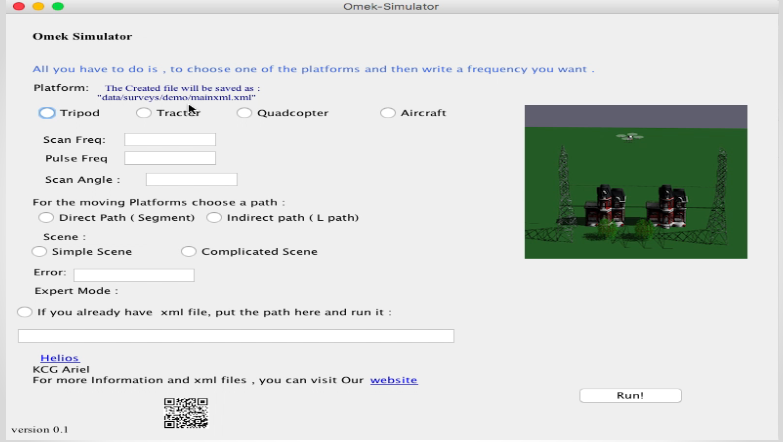 Omek-Simulator
Omek Simulator
All you have to do is , to choose one of the platforms and then write a frequency you want .
Platform: The Created file will be saved as :
"data/surveys/demo/mainxml.xml"
Tripod Tracter Quadcopter Aircraft
Scan Freq:
Pulse Freq
Scan Angle :
For the moving Platforms choose a path :
Direct Path ( Segment) Indirect path ( L path)
Scene :
Simple Scene Complicated Scene
Error:
Expert Mode :
If you already have xml file, put the path here and run it :
Helios
KCG Ariel
For more Information and xml files , you can visit Our website
Run!
version 0.1